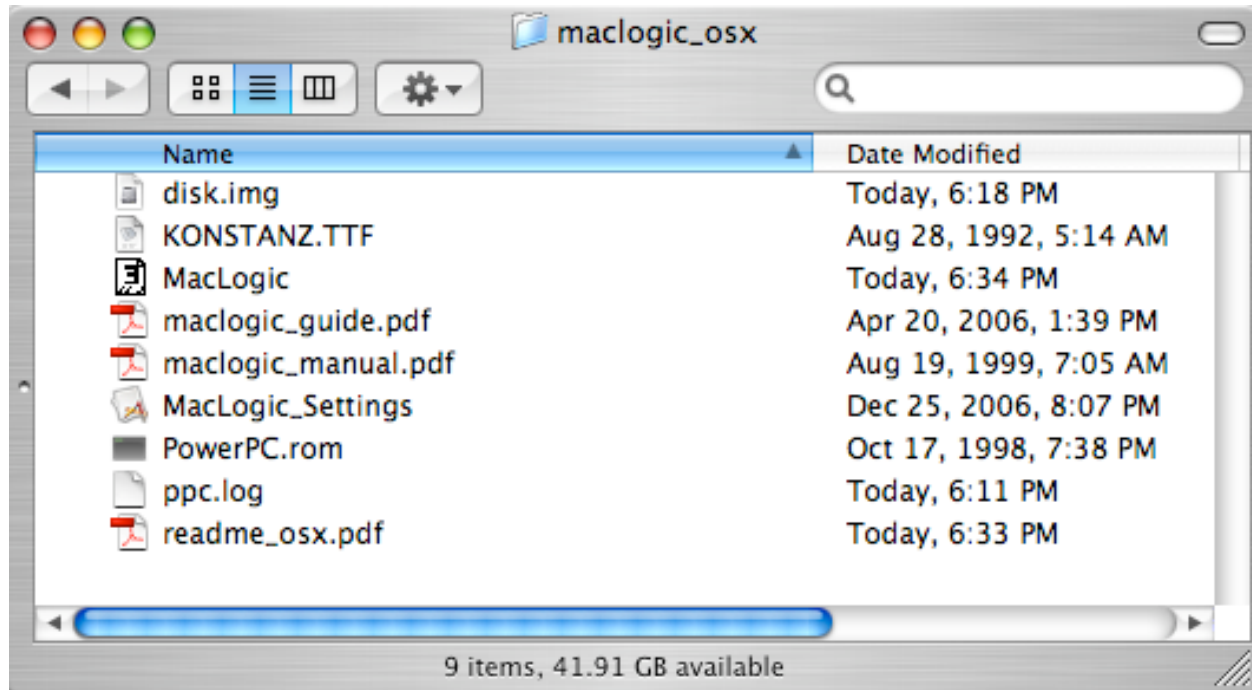 maclogic_osx
Name Date Modified
disk.img Today, 6:18 PM
KONSTANZ.TTF Aug 28, 1992, 5:14 AM
MacLogic Today, 6:34 PM
maclogic_guide.pdf Apr 20, 2006, 1:39 PM
maclogic_manual.pdf Aug 19, 1999, 7:05 AM
MacLogic_Settings Dec 25, 2006, 8:07 PM
PowerPC.rom Oct 17, 1998, 7:38 PM
ppc.log Today, 6:11 PM
readme_osx.pdf Today, 6:33 PM
9 items, 41.91 GB available